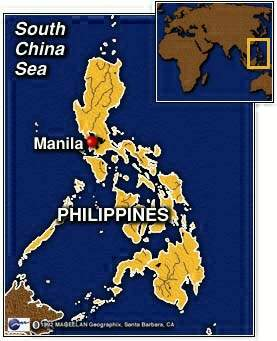 South
China
Sea
Manila
PHILIPPINES
© 1992 MAGELLAN Geographix, Santa Barbara, CA